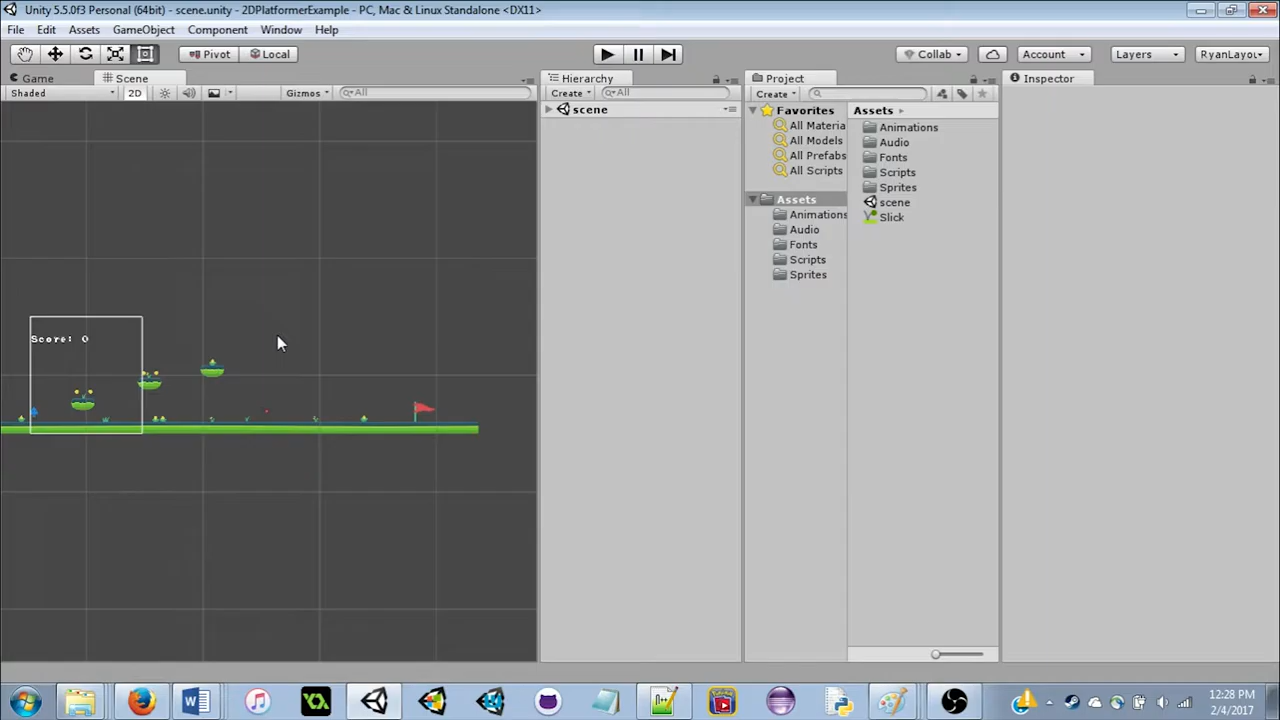 Unity 5.5.0f3 Personal (64bit) - scene.unity - 2DPlatformerExample - PC, Mac & Linux Standalone <DX11>
File Edit Assets GameObject Component Window Help
Pivot Local Collab Account Layers RyanLayou
Game Scene Hierarchy Project Inspector
Shaded 2D Gizmos All Create All Create
scene
Favorites
All Materia
All Models
All Prefabs
All Scripts
Assets
Animations
Audio
Fonts
Scripts
Sprites
Assets
Animations
Audio
Fonts
Scripts
Sprites
scene
Slick
Score: 0
12:28 PM
2/4/2017